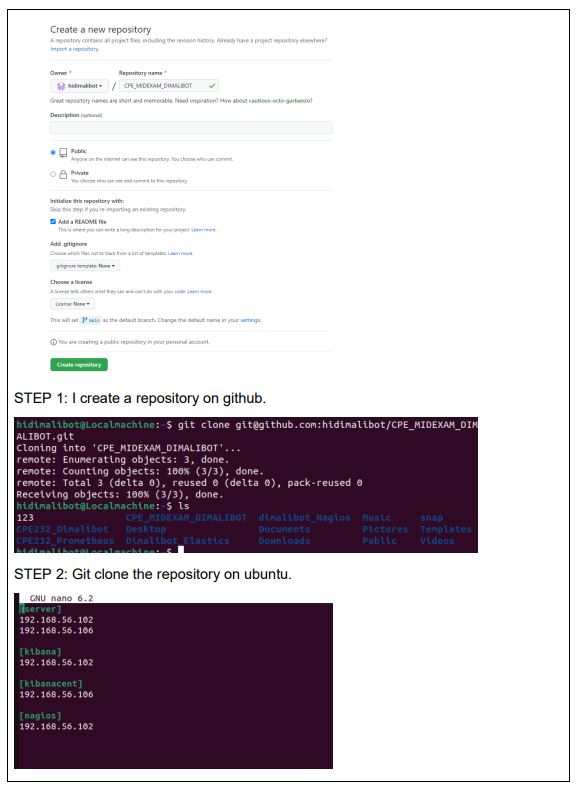 Create a new repository
A repository contains all project files, including the revision history. Already have a project repository elsewhere?
Import a repository.
Owner * Repository name *
hidimalibot / CPE_MIDEXAM_DIMALIBOT
Great repository names are short and memorable. Need inspiration? How about cautious-octo-garbanzo?
Description (optional)
Public
Anyone on the internet can see this repository. You choose who can commit.
Private
You choose who can see and commit to this repository.
Initialize this repository with:
Skip this step if you're importing an existing repository.
Add a README file
This is where you can write a long description for your project. Learn more.
Add .gitignore
Choose which files not to track from a list of templates. Learn more.
.gitignore template: None
Choose a license
A license tells others what they can and can't do with your code. Learn more.
License: None
This will set main as the default branch. Change the default name in your settings.
You are creating a public repository in your personal account.
Create repository
STEP 1: I create a repository on github.
hidimalibot@Localmachine:~$ git clone git@github.com:hidimalibot/CPE_MIDEXAM_DIM
ALIBOT.git
Cloning into 'CPE_MIDEXAM_DIMALIBOT'...
remote: Enumerating objects: 3, done.
remote: Counting objects: 100% (3/3), done.
remote: Total 3 (delta 0), reused 0 (delta 0), pack-reused 0
Receiving objects: 100% (3/3), done.
hidimalibot@Localmachine:~$ ls
123 CPE_MIDEXAM_DIMALIBOT dimalibot_Nagios Music snap
CPE232_Dimalibot Desktop Documents Pictures Templates
CPE232_Prometheus Dimalibot_Elastics Downloads Public Videos
hidimalibot@Localmachine:~$
STEP 2: Git clone the repository on ubuntu.
GNU nano 6.2
[server]
192.168.56.102
192.168.56.106
[kibana]
192.168.56.102
[kibanacent]
192.168.56.106
[nagios]
192.168.56.102